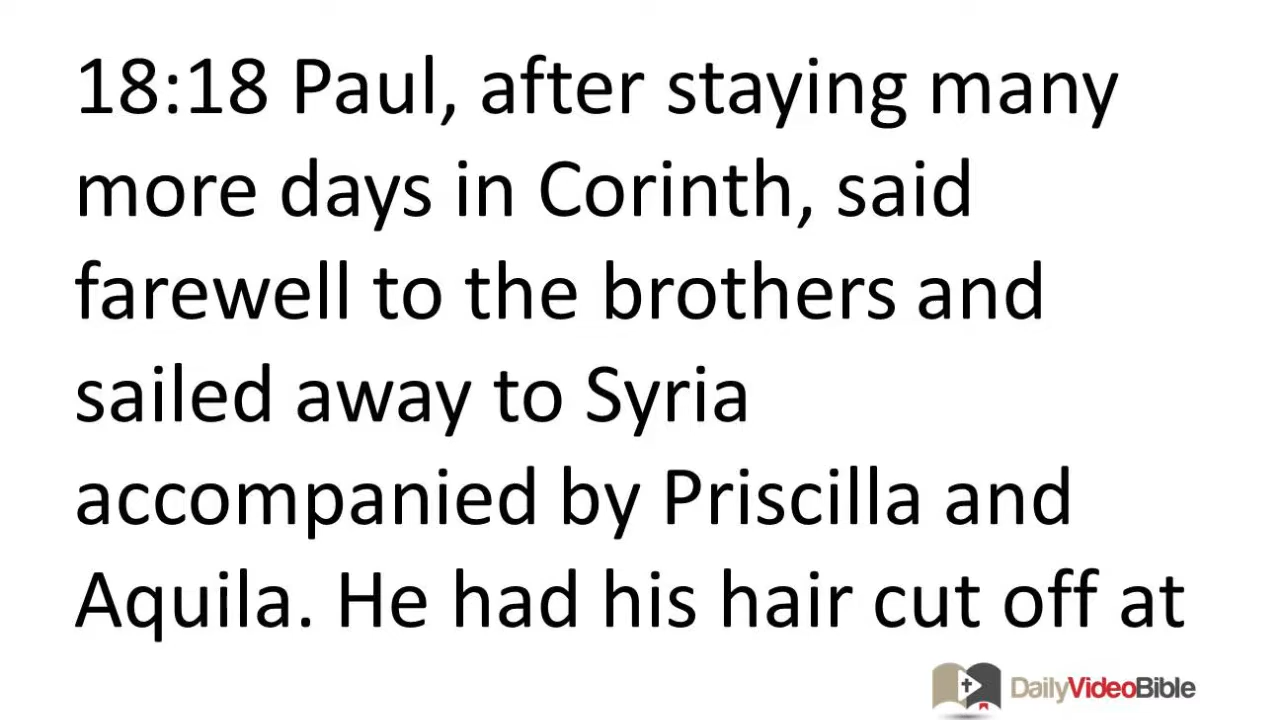 18:18 Paul, after staying many
more days in Corinth, said
farewell to the brothers and
sailed away to Syria
accompanied by Priscilla and
Aquila. He had his hair cut off at
DailyVideoBible